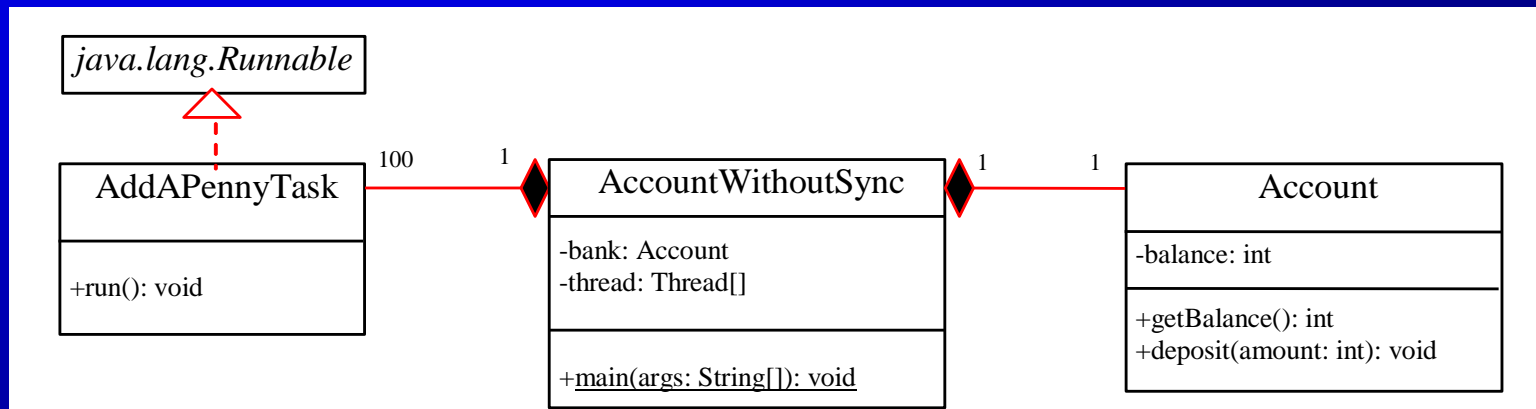 java.lang.Runnable
AddAPennyTask
+run(): void
100
1
AccountWithoutSync
-bank: Account
-thread: Thread[]
+main(args: String[]): void
1
1
Account
-balance: int
+getBalance(): int
+deposit(amount: int): void